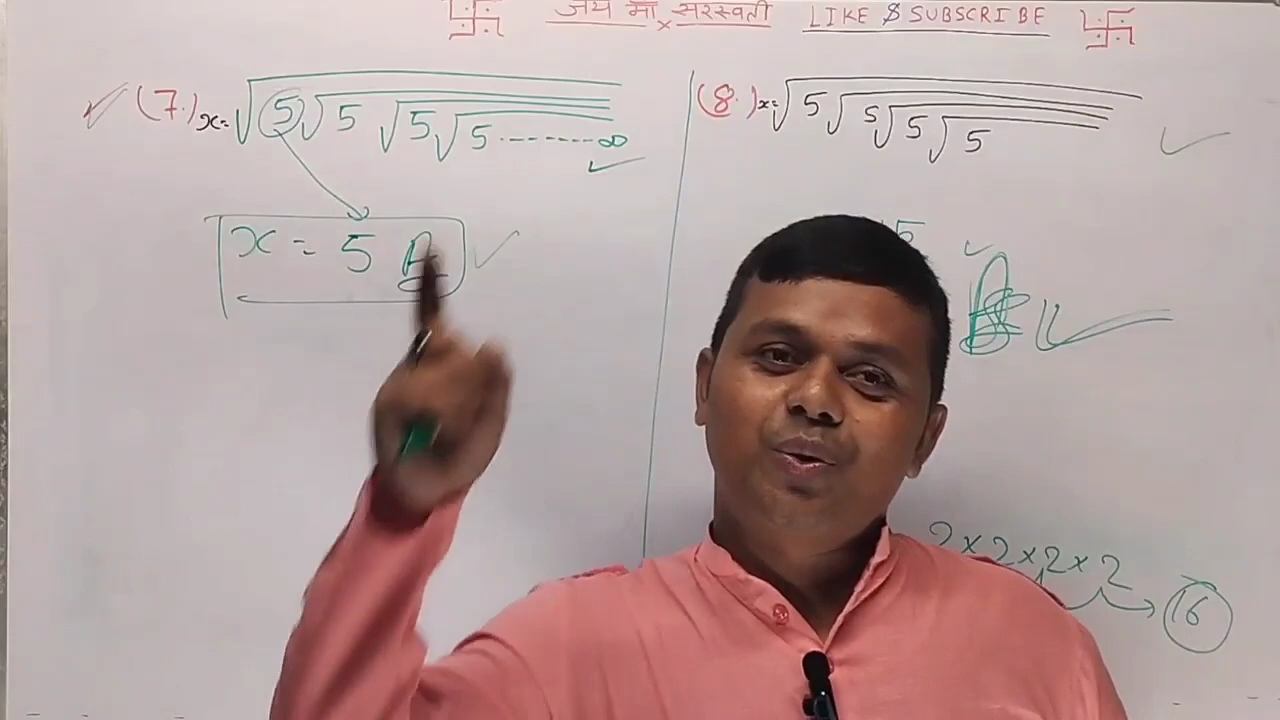 जय माँ सरस्वती LIKE & SUBSCRIBE
(7.) x=√5√5√5√5.......∞
(8.) x=√5√5√5√5
x = 5
√5
2×2×2×2
16